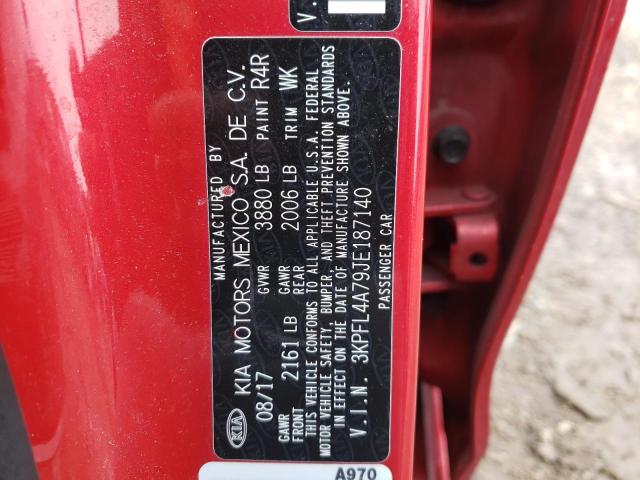 MANUFACTURED BY
KIA KIA MOTORS MEXICO S.A. DE C.V.
08/17 GVWR 3880 LB PAINT R4R
GAWR FRONT 2161 LB GAWR REAR 2006 LB TRIM WK
THIS VEHICLE CONFORMS TO ALL APPLICABLE U.S.A. FEDERAL
MOTOR VEHICLE SAFETY, BUMPER, AND THEFT PREVENTION STANDARDS
IN EFFECT ON THE DATE OF MANUFACTURE SHOWN ABOVE.
V.I.N. 3KPFL4A79JE187140
PASSENGER CAR
A970